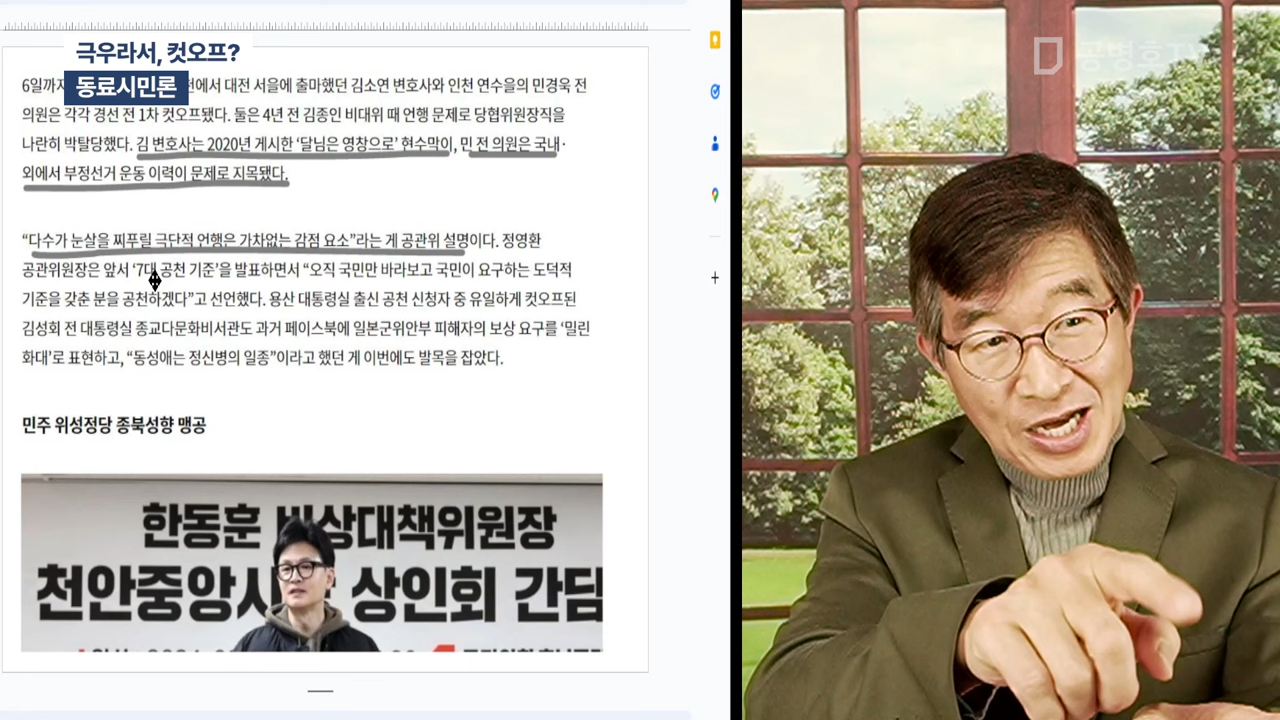 극우라서, 컷오프?
동료시민론
공병호TV
6일까지 천에서 대전 서을에 출마했던 김소연 변호사와 인천 연수을의 민경욱 전
의원은 각각 경선 전 1차 컷오프됐다. 둘은 4년 전 김종인 비대위 때 언행 문제로 당협위원장직을
나란히 박탈당했다. 김 변호사는 2020년 게시한 ‘달님은 영창으로’ 현수막이, 민 전 의원은 국내·
외에서 부정선거 운동 이력이 문제로 지목됐다.
“다수가 눈살을 찌푸릴 극단적 언행은 가차없는 감점 요소”라는 게 공관위 설명이다. 정영환
공관위원장은 앞서 ‘7대 공천 기준’을 발표하면서 “오직 국민만 바라보고 국민이 요구하는 도덕적
기준을 갖춘 분을 공천하겠다”고 선언했다. 용산 대통령실 출신 공천 신청자 중 유일하게 컷오프된
김성회 전 대통령실 종교다문화비서관도 과거 페이스북에 일본군위안부 피해자의 보상 요구를 ‘밀린
화대’로 표현하고, “동성애는 정신병의 일종”이라고 했던 게 이번에도 발목을 잡았다.
민주 위성정당 종북성향 맹공
한동훈 비상대책위원장
천안중앙시 상인회 간담